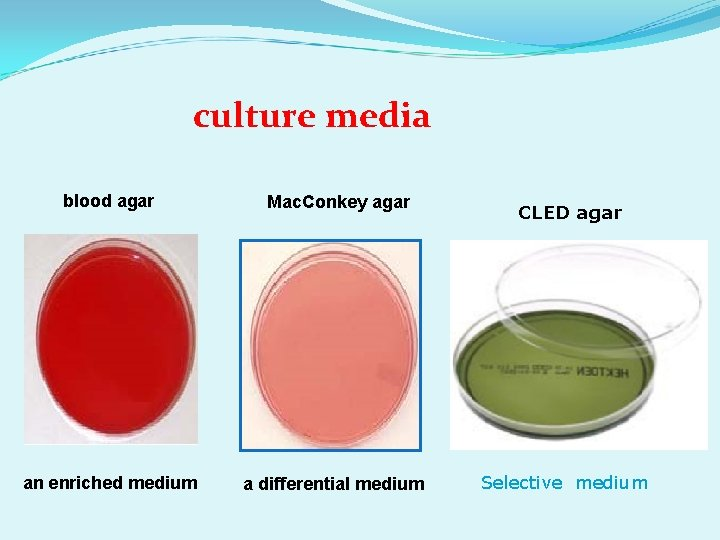 culture media
blood agar
Mac.Conkey agar
CLED agar
HEKTOEN
an enriched medium
a differential medium
Selective medium